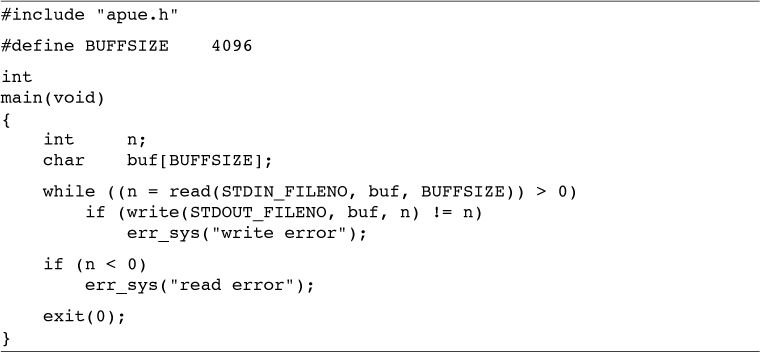 #include "apue.h"
#define BUFFSIZE    4096
int
main(void)
{
    int     n;
    char    buf[BUFFSIZE];
    while ((n = read(STDIN_FILENO, buf, BUFFSIZE)) > 0)
        if (write(STDOUT_FILENO, buf, n) != n)
            err_sys("write error");
    if (n < 0)
        err_sys("read error");
    exit(0);
}